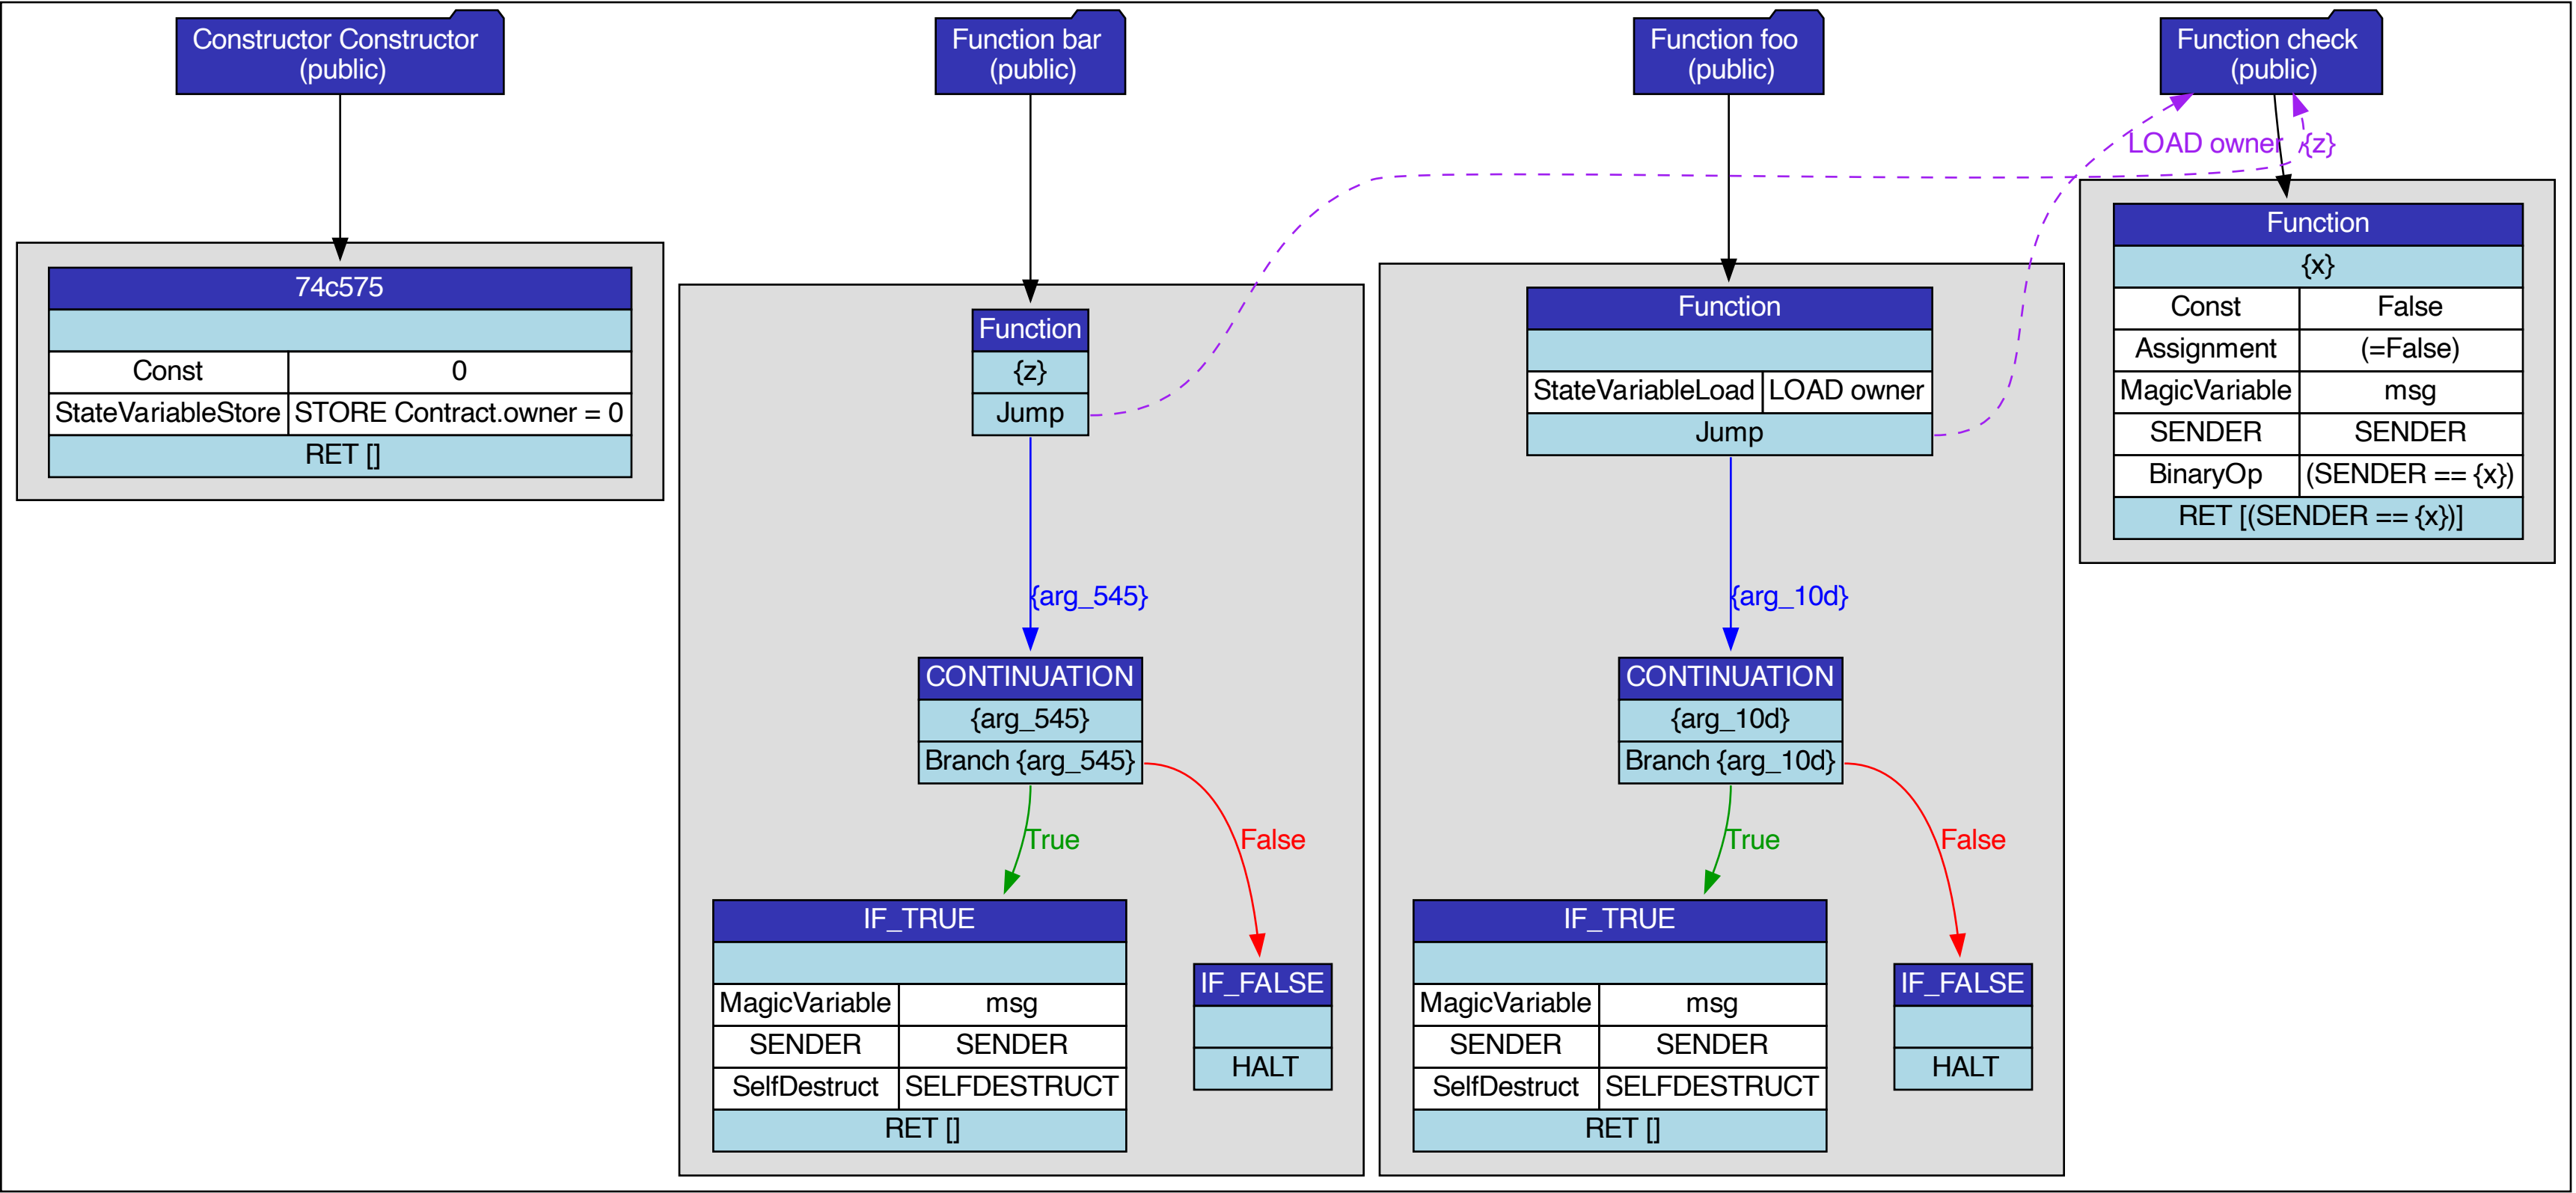 Constructor Constructor
(public)
74c575
Const
0
StateVariableStore
STORE Contract.owner = 0
RET []
Function bar
(public)
Function
{z}
Jump
{arg_545}
CONTINUATION
{arg_545}
Branch {arg_545}
True
False
IF_TRUE
MagicVariable
msg
SENDER
SENDER
SelfDestruct
SELFDESTRUCT
RET []
IF_FALSE
HALT
Function foo
(public)
Function
StateVariableLoad
LOAD owner
Jump
{arg_10d}
CONTINUATION
{arg_10d}
Branch {arg_10d}
True
False
IF_TRUE
MagicVariable
msg
SENDER
SENDER
SelfDestruct
SELFDESTRUCT
RET []
IF_FALSE
HALT
Function check
(public)
LOAD owner
{z}
Function
{x}
Const
False
Assignment
(=False)
MagicVariable
msg
SENDER
SENDER
BinaryOp
(SENDER == {x})
RET [(SENDER == {x})]